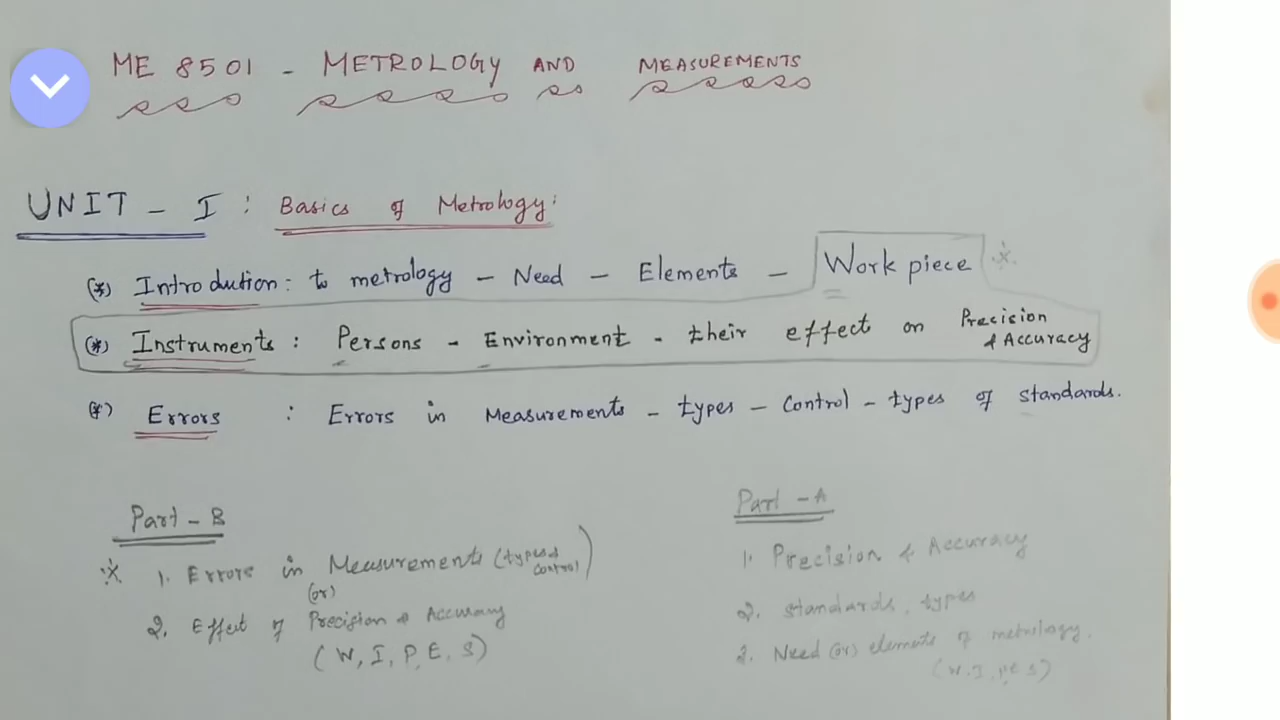 ME 8501 - METROLOGY AND MEASUREMENTS
UNIT - I : Basics of Metrology:
(*) Introdution: to metrology - Need - Elements - Work piece
(*) Instruments: Persons - Environment - their effect on Precision & Accuracy
(*) Errors : Errors in Measurements - types - Control - types of Standards.
Part - B
1. Errors in Measurements (types & control)
(or)
2. Effect of Precision & Accuracy
(W, I, P, E, S)
Part - A
1. Precision & Accuracy
2. Standards, types
3. Need (or) elements of metrology.
(W, I, P, E, S)